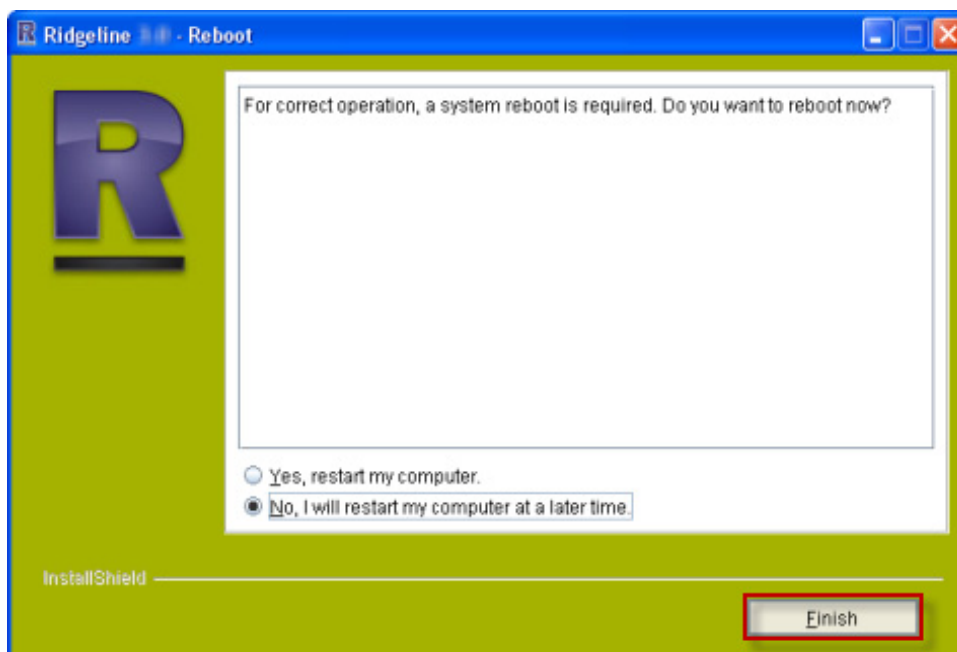 Ridgeline - Reboot
R
For correct operation, a system reboot is required. Do you want to reboot now?
Yes, restart my computer.
No, I will restart my computer at a later time.
InstallShield
Finish